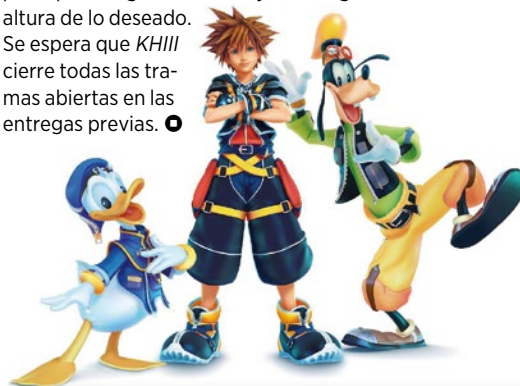 altura de lo deseado.
Se espera que KHIII
cierre todas las tra-
mas abiertas en las
entregas previas.